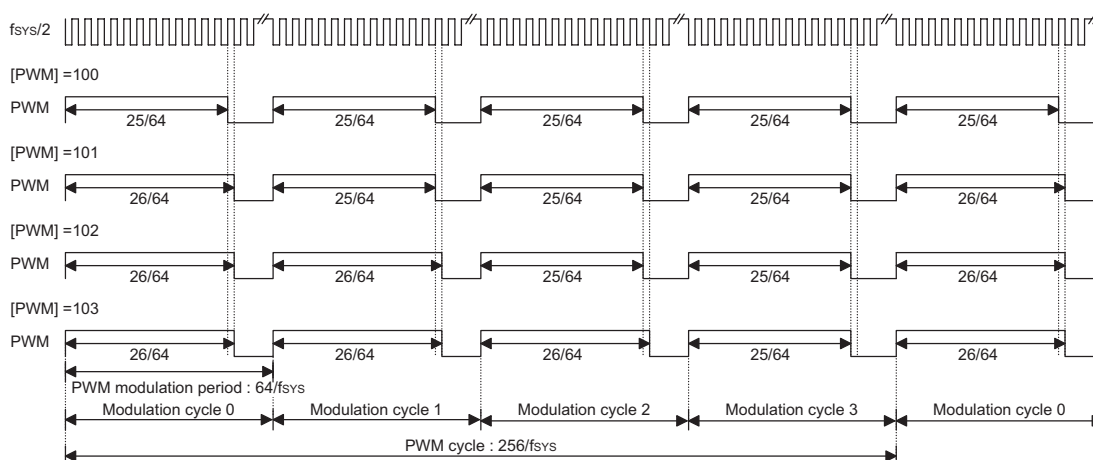 fSYS/2
[PWM] =100
PWM
25/64 25/64 25/64 25/64 25/64
[PWM] =101
PWM
26/64 25/64 25/64 25/64 26/64
[PWM] =102
PWM
26/64 26/64 25/64 25/64 26/64
[PWM] =103
PWM
26/64 26/64 26/64 25/64 26/64
PWM modulation period : 64/fSYS
Modulation cycle 0 Modulation cycle 1 Modulation cycle 2 Modulation cycle 3 Modulation cycle 0
PWM cycle : 256/fSYS